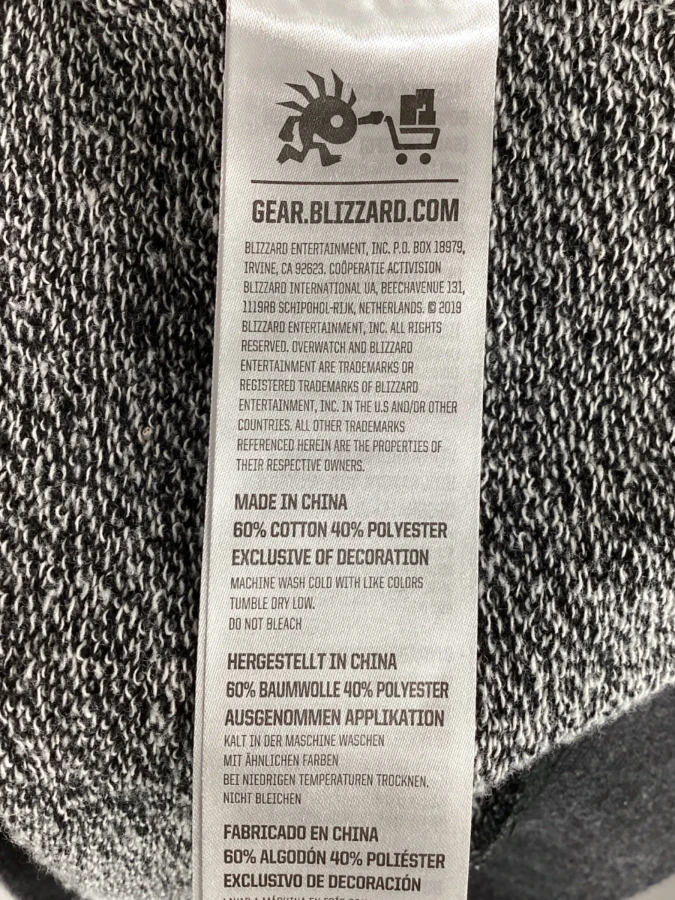 GEAR.BLIZZARD.COM
BLIZZARD ENTERTAINMENT, INC. P.O. BOX 18979,
IRVINE, CA 92623. COÖPERATIE ACTIVISION
BLIZZARD INTERNATIONAL UA, BEECHAVENUE 131,
1119RB SCHIPOHOL-RIJK, NETHERLANDS. © 2019
BLIZZARD ENTERTAINMENT, INC. ALL RIGHTS
RESERVED. OVERWATCH AND BLIZZARD
ENTERTAINMENT ARE TRADEMARKS OR
REGISTERED TRADEMARKS OF BLIZZARD
ENTERTAINMENT, INC. IN THE U.S AND/OR OTHER
COUNTRIES. ALL OTHER TRADEMARKS
REFERENCED HEREIN ARE THE PROPERTIES OF
THEIR RESPECTIVE OWNERS.
MADE IN CHINA
60% COTTON 40% POLYESTER
EXCLUSIVE OF DECORATION
MACHINE WASH COLD WITH LIKE COLORS
TUMBLE DRY LOW.
DO NOT BLEACH
HERGESTELLT IN CHINA
60% BAUMWOLLE 40% POLYESTER
AUSGENOMMEN APPLIKATION
KALT IN DER MASCHINE WASCHEN
MIT ÄHNLICHEN FARBEN
BEI NIEDRIGEN TEMPERATUREN TROCKNEN.
NICHT BLEICHEN
FABRICADO EN CHINA
60% ALGODÓN 40% POLIÉSTER
EXCLUSIVO DE DECORACIÓN